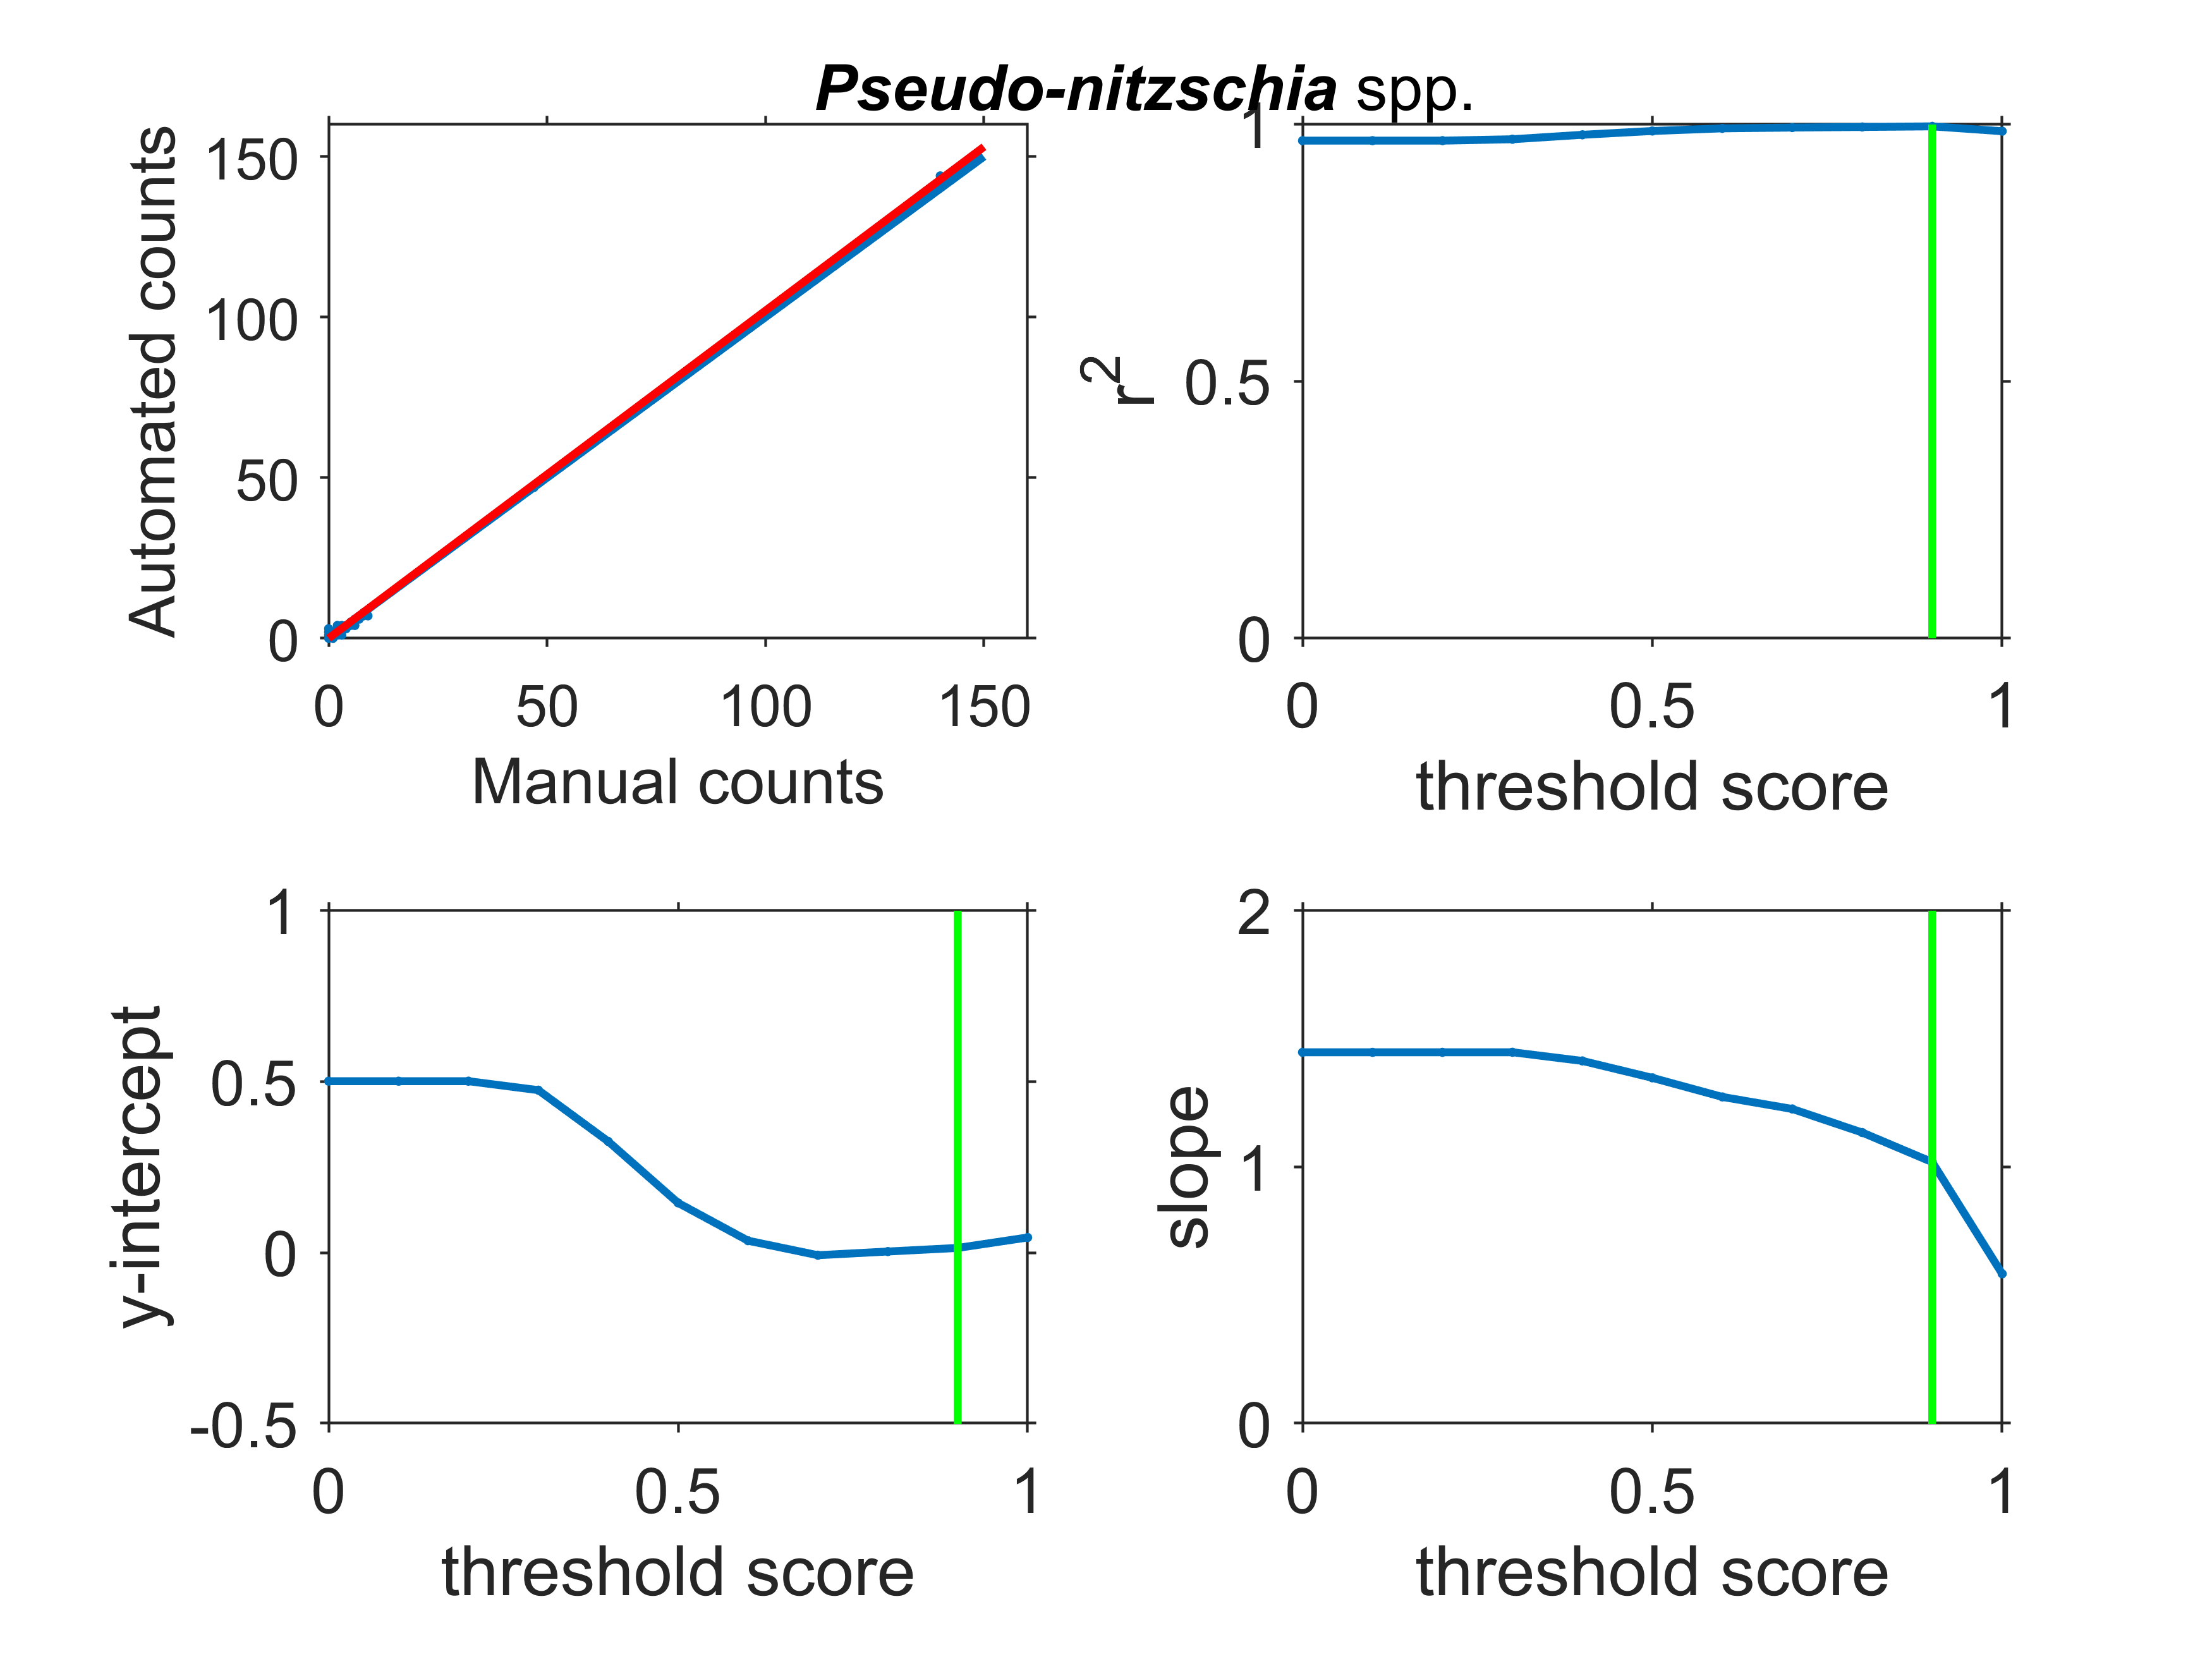 Pseudo-nitzschia spp.
Automated counts
150
100
50
0
0 50 100 150
Manual counts
r2
1
0.5
0
0 0.5 1
threshold score
y-intercept
1
0.5
0
-0.5
0 0.5 1
threshold score
slope
2
1
0
0 0.5 1
threshold score